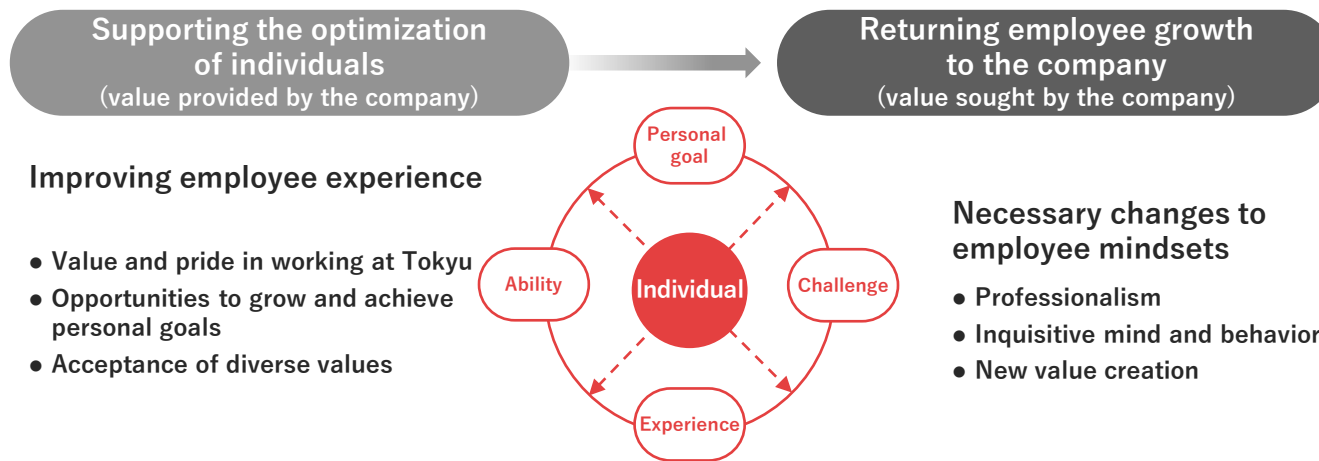 Supporting the optimization
of individuals
(value provided by the company)
Returning employee growth
to the company
(value sought by the company)
Improving employee experience
● Value and pride in working at Tokyu
● Opportunities to grow and achieve
personal goals
● Acceptance of diverse values
Personal
goal
Ability
Individual
Challenge
Experience
Necessary changes to
employee mindsets
● Professionalism
● Inquisitive mind and behavior
● New value creation